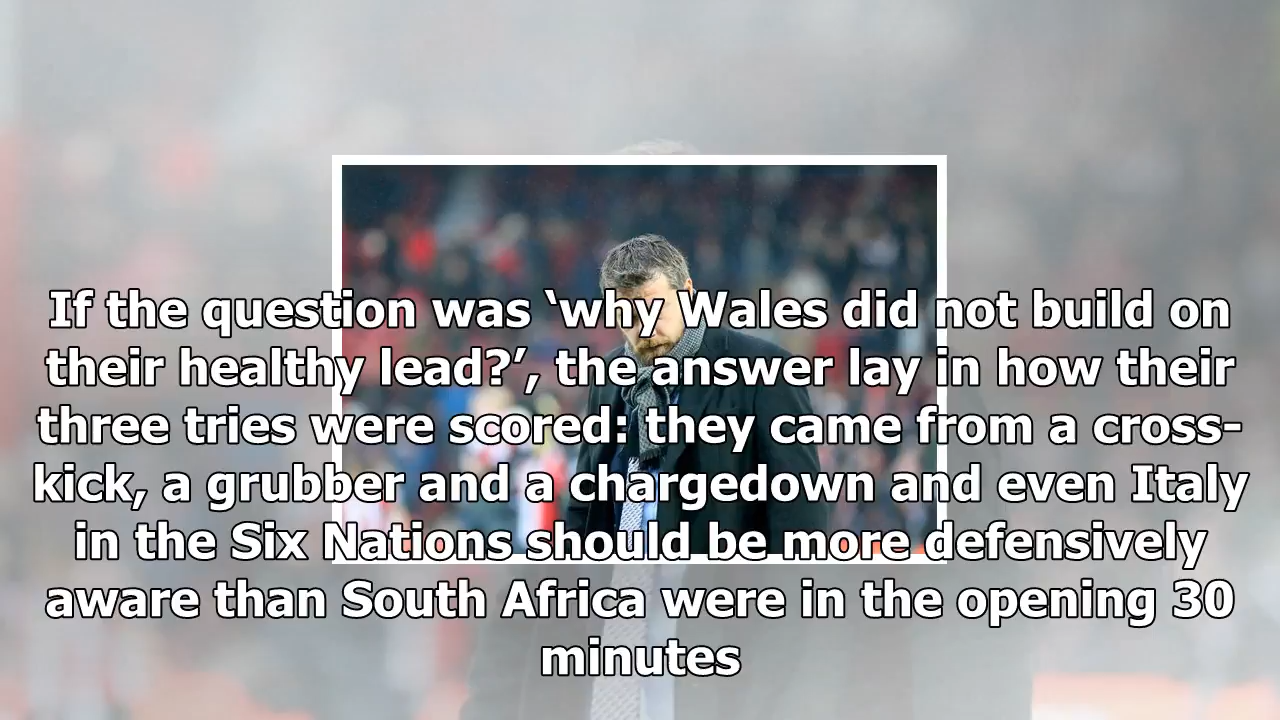 If the question was ‘why Wales did not build on
their healthy lead?’, the answer lay in how their
three tries were scored: they came from a cross-
kick, a grubber and a chargedown and even Italy
in the Six Nations should be more defensively
aware than South Africa were in the opening 30
minutes